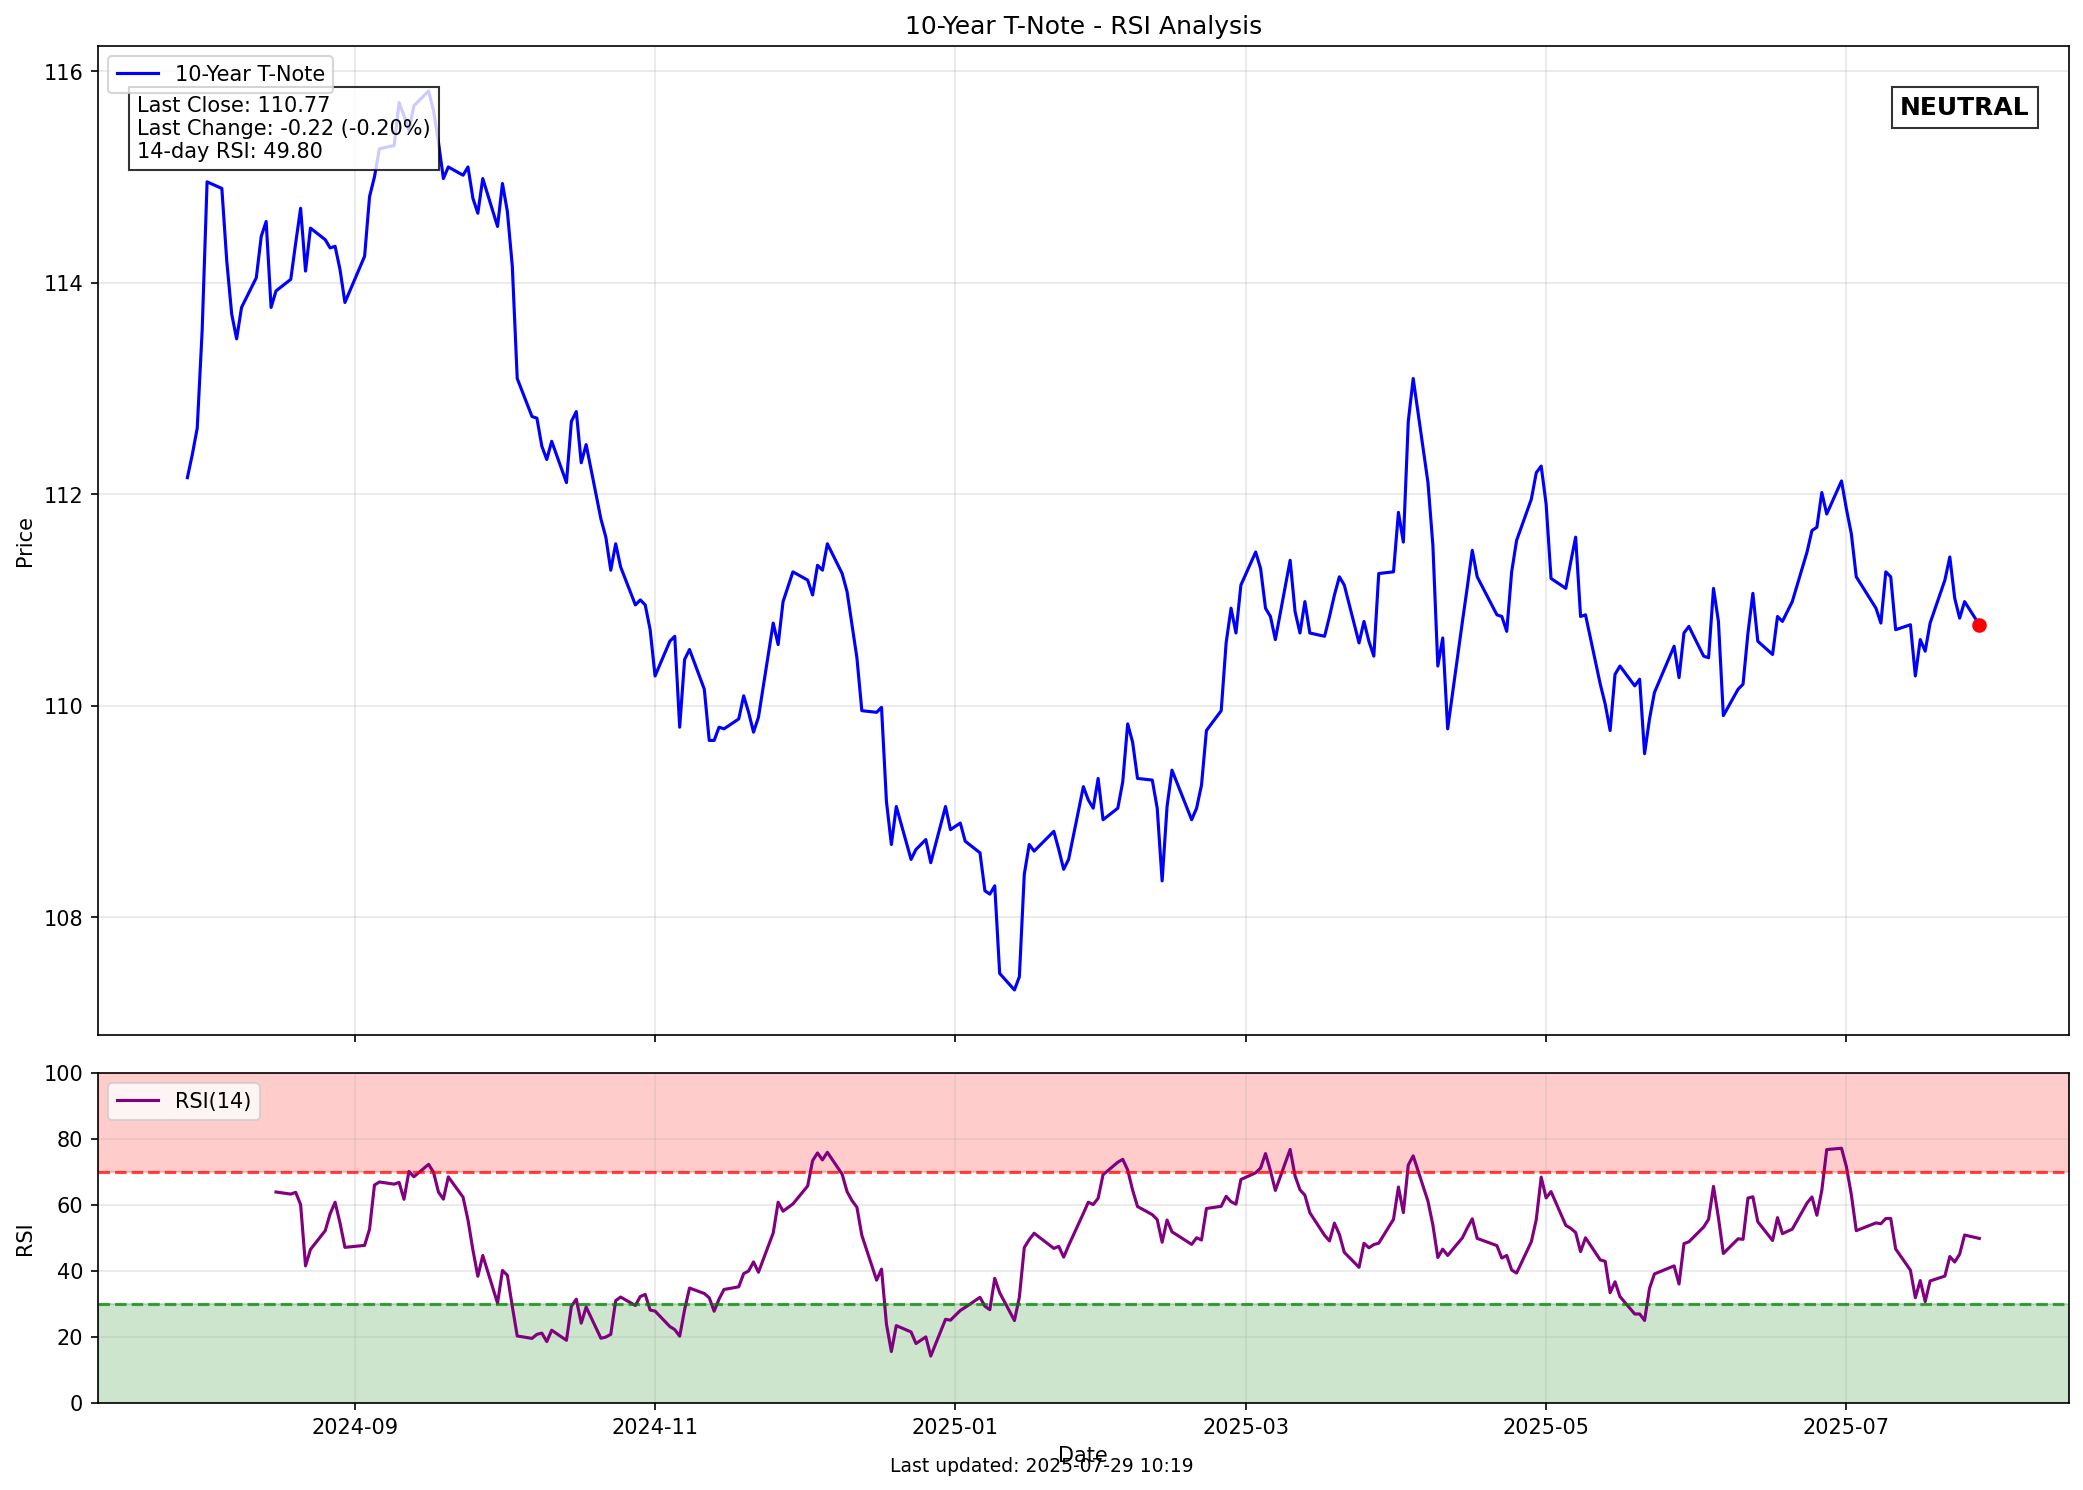 10-Year T-Note - RSI Analysis
10-Year T-Note
Last Close: 110.77
Last Change: -0.22 (-0.20%)
14-day RSI: 49.80
NEUTRAL
116
114
112
110
108
Price
RSI(14)
100
80
60
40
20
0
RSI
2024-09
2024-11
2025-01
2025-03
2025-05
2025-07
Date
Last updated: 2025-07-29 10:19